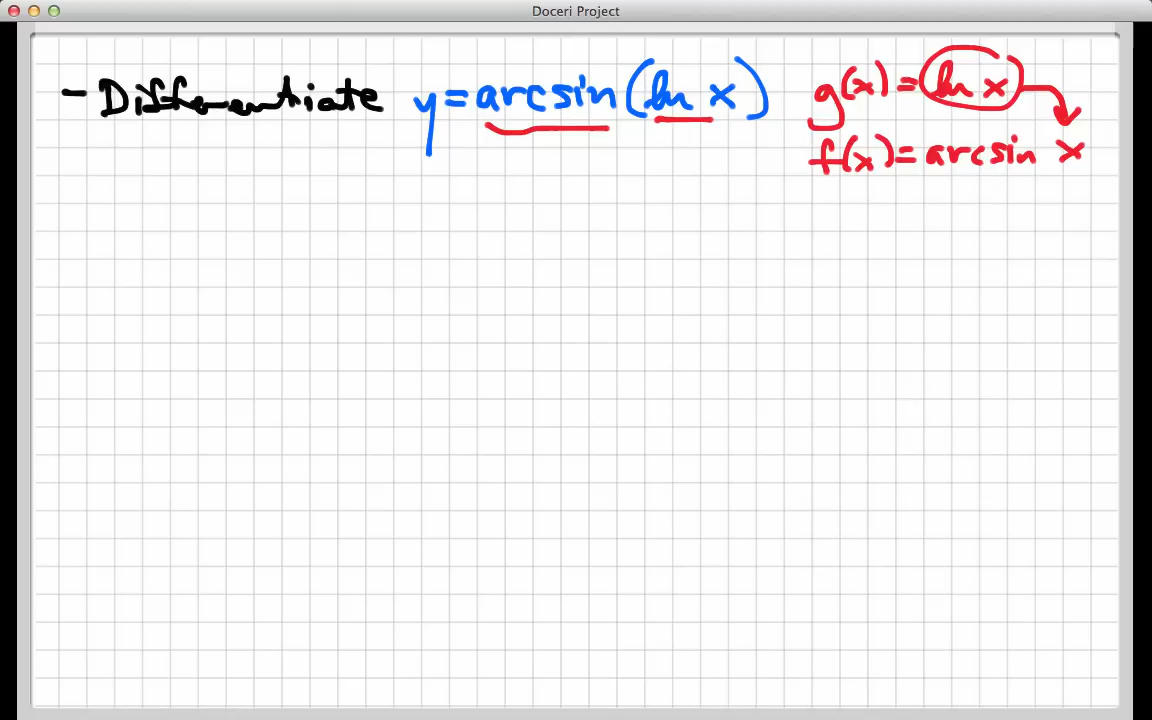 Doceri Project
- Differentiate y = arcsin (ln x)
g(x) = ln x
f(x) = arcsin x